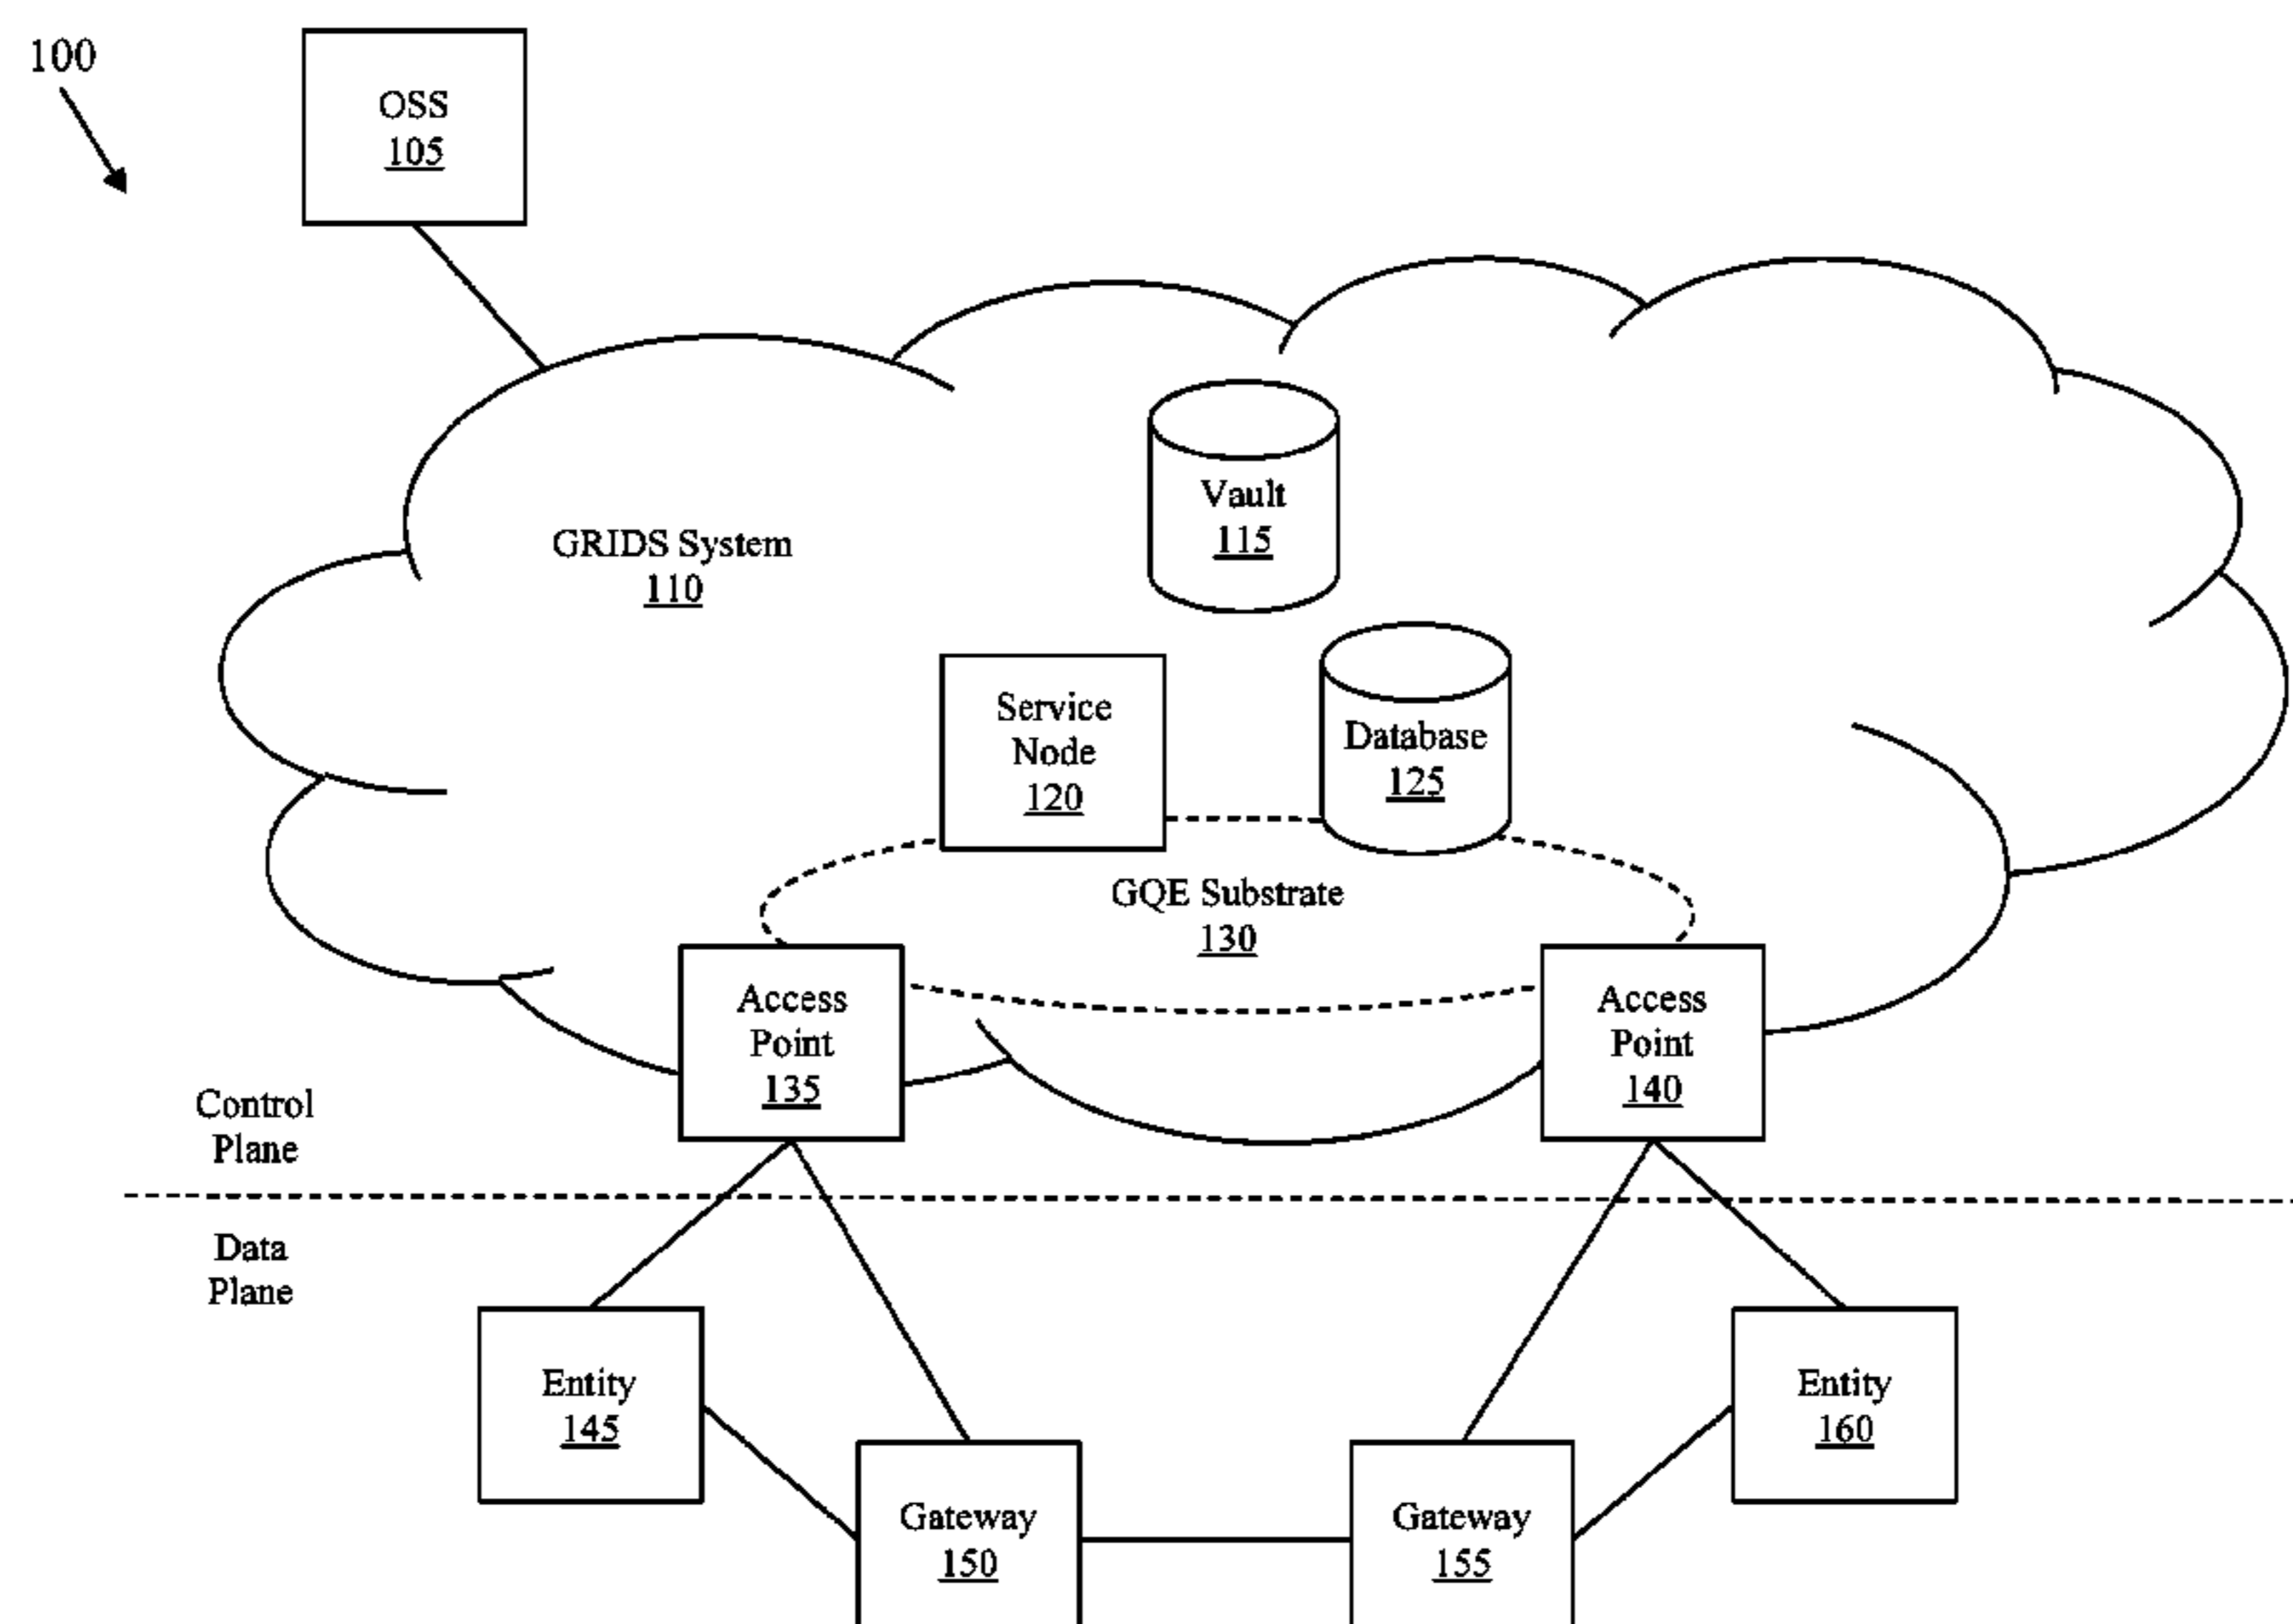 100
OSS
105
Vault
115
GRIDS System
110
Service
Node
120
Database
125
GQE Substrate
130
Access
Point
135
Access
Point
140
Control
Plane
Data
Plane
Entity
145
Entity
160
Gateway
150
Gateway
155